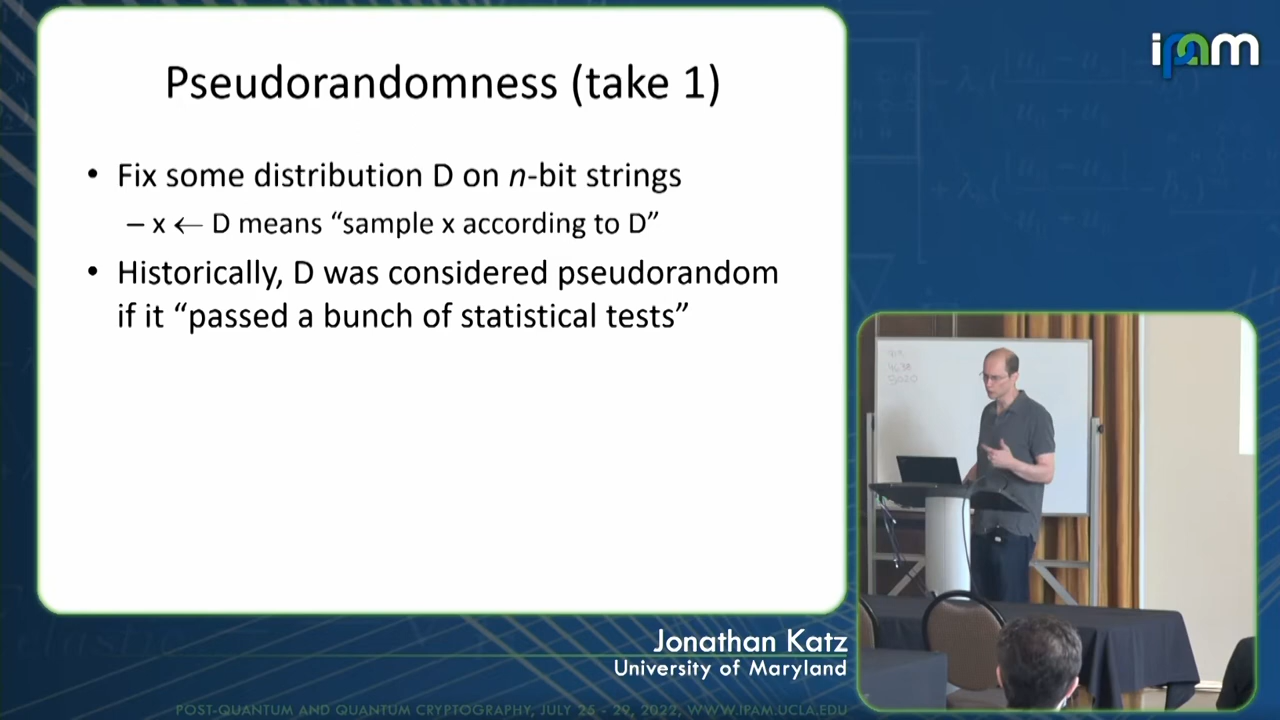 Pseudorandomness (take 1)
• Fix some distribution D on n-bit strings
– x ← D means “sample x according to D”
• Historically, D was considered pseudorandom
if it “passed a bunch of statistical tests”
ipam
Jonathan Katz
University of Maryland
POST-QUANTUM AND QUANTUM CRYPTOGRAPHY, JULY 25 - 29, 2022, WWW.IPAM.UCLA.EDU